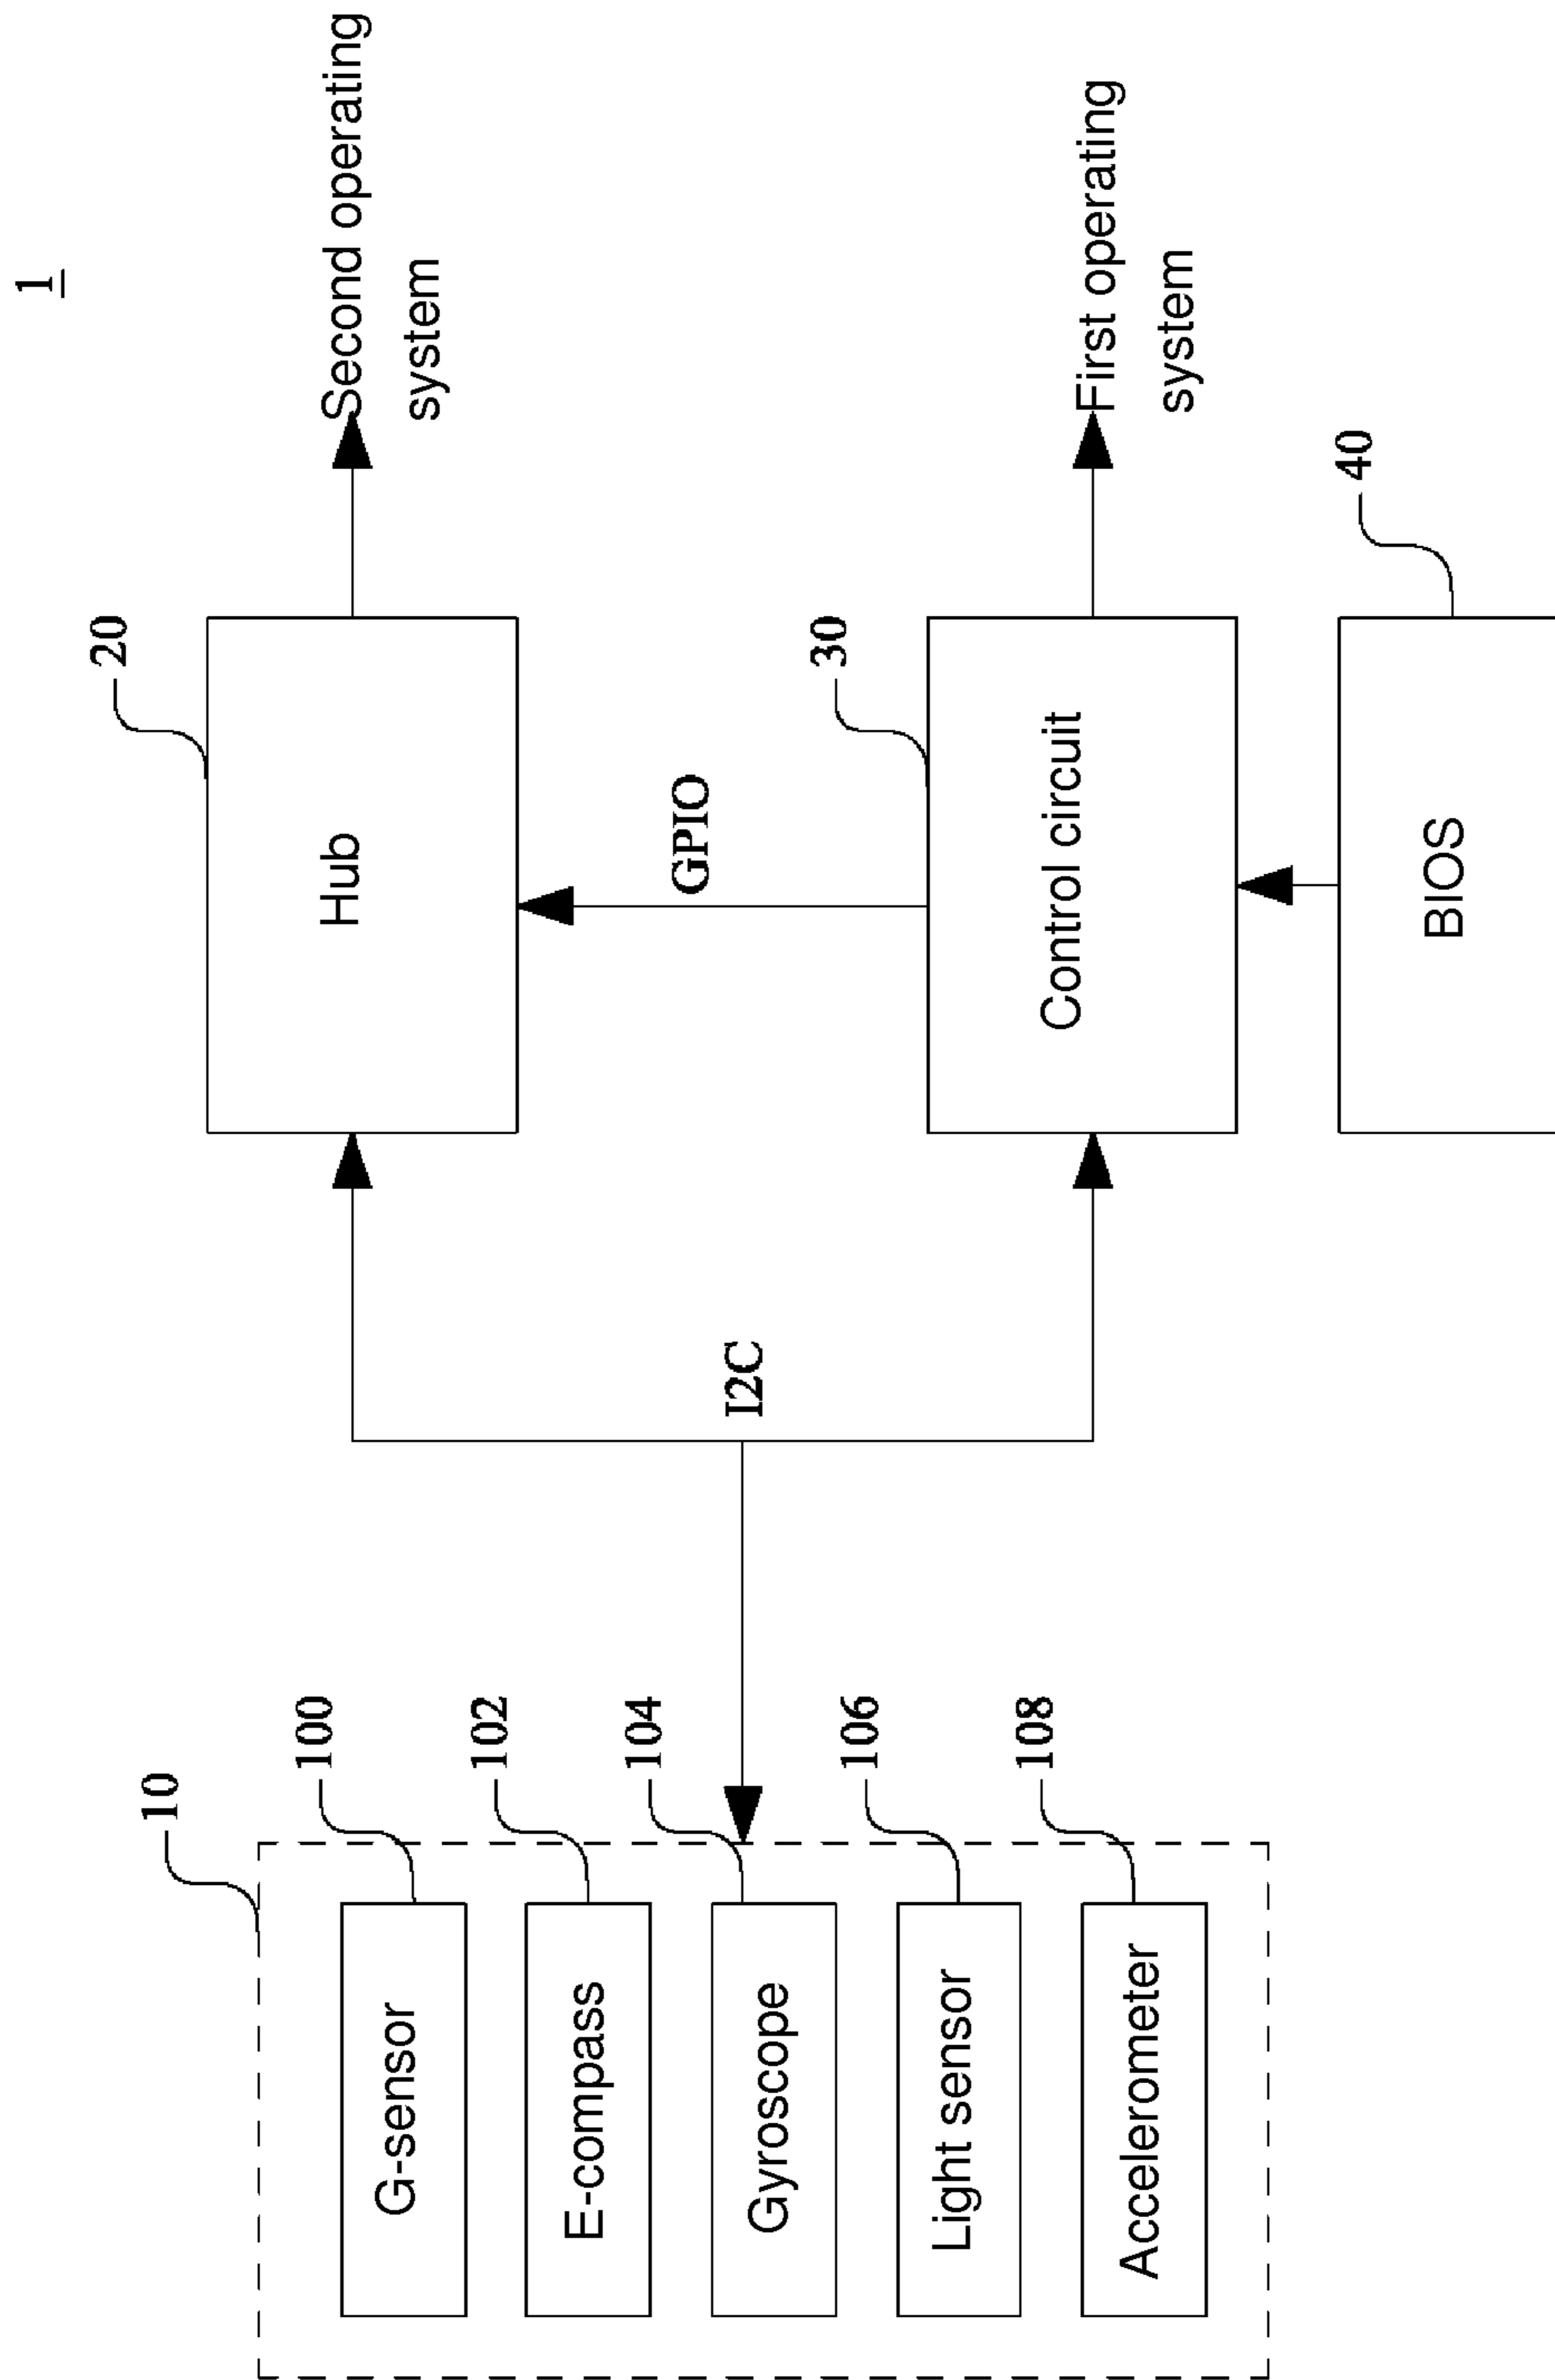 1
10
100
G-sensor
102
E-compass
104
Gyroscope
106
Light sensor
108
Accelerometer
I2C
20
Hub
Second operating
system
GPIO
30
Control circuit
First operating
system
40
BIOS